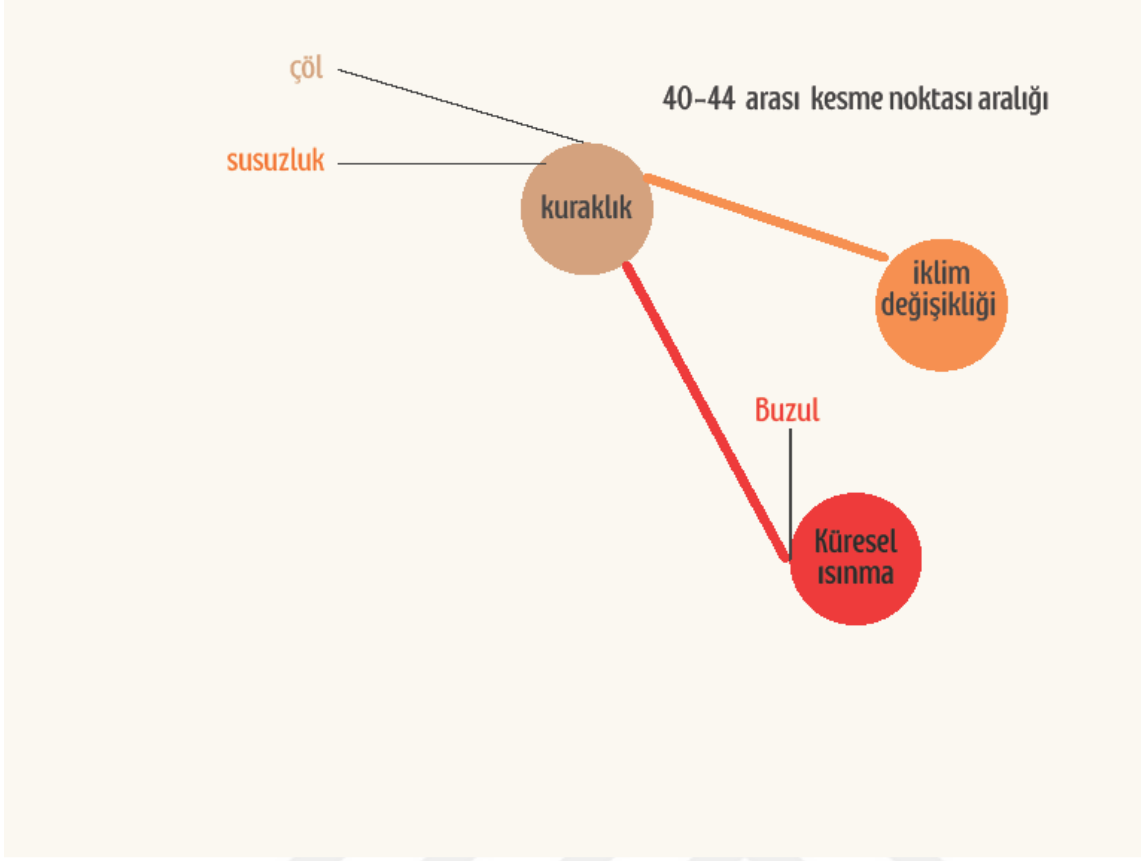 çöl
40-44 arası kesme noktası aralığı
susuzluk
kuraklık
iklim
değişikliği
Buzul
Küresel
ısınma